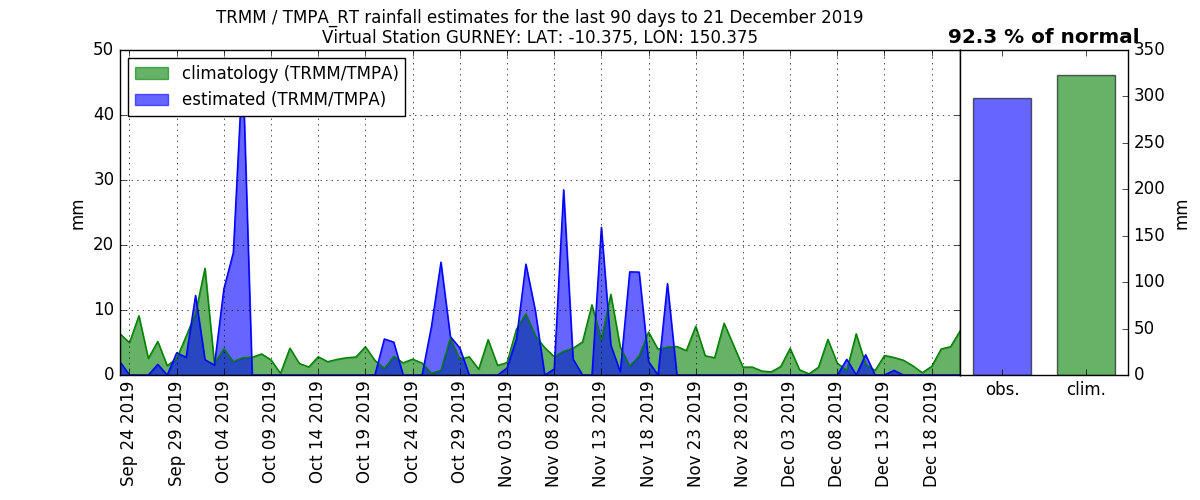 TRMM / TMPA_RT rainfall estimates for the last 90 days to 21 December 2019
Virtual Station GURNEY: LAT: -10.375, LON: 150.375
92.3 % of normal
climatology (TRMM/TMPA)
estimated (TRMM/TMPA)
50
40
30
20
10
0
mm
350
300
250
200
150
100
50
0
mm
obs.
clim.
Sep 24 2019
Sep 29 2019
Oct 04 2019
Oct 09 2019
Oct 14 2019
Oct 19 2019
Oct 24 2019
Oct 29 2019
Nov 03 2019
Nov 08 2019
Nov 13 2019
Nov 18 2019
Nov 23 2019
Nov 28 2019
Dec 03 2019
Dec 08 2019
Dec 13 2019
Dec 18 2019